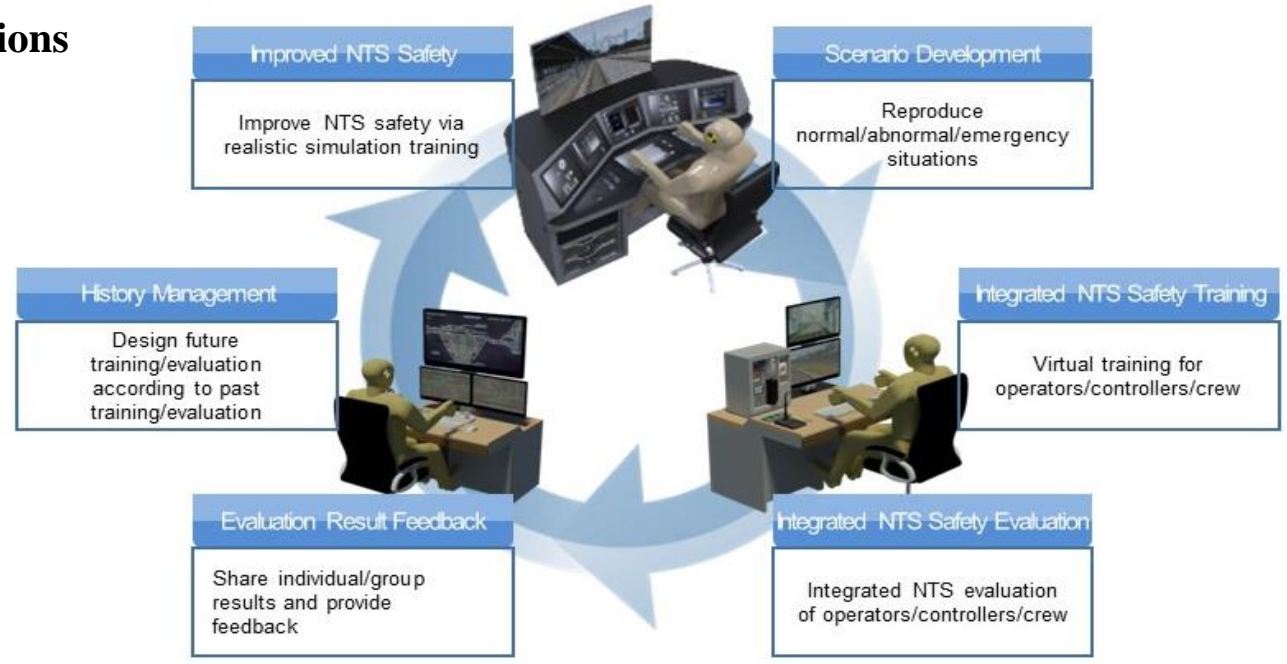 ions
Improved NTS Safety
Improve NTS safety via
realistic simulation training
Scenario Development
Reproduce
normal/abnormal/emergency
situations
History Management
Design future
training/evaluation
according to past
training/evaluation
Integrated NTS Safety Training
Virtual training for
operators/controllers/crew
Evaluation Result Feedback
Share individual/group
results and provide
feedback
Integrated NTS Safety Evaluation
Integrated NTS evaluation
of operators/controllers/crew